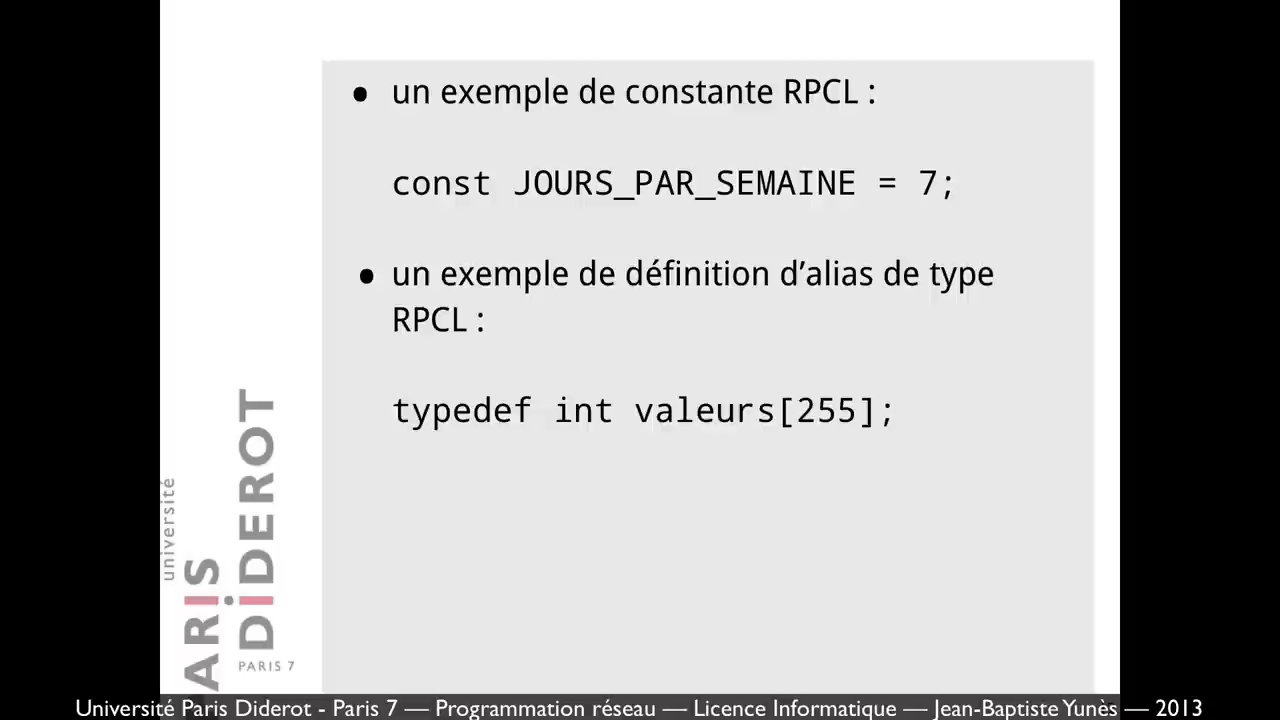 • un exemple de constante RPCL :
const JOURS_PAR_SEMAINE = 7;
• un exemple de définition d’alias de type
RPCL :
typedef int valeurs[255];
université
ARIS
DiDEROT
PARIS 7
Université Paris Diderot - Paris 7 — Programmation réseau — Licence Informatique — Jean-Baptiste Yunès — 2013